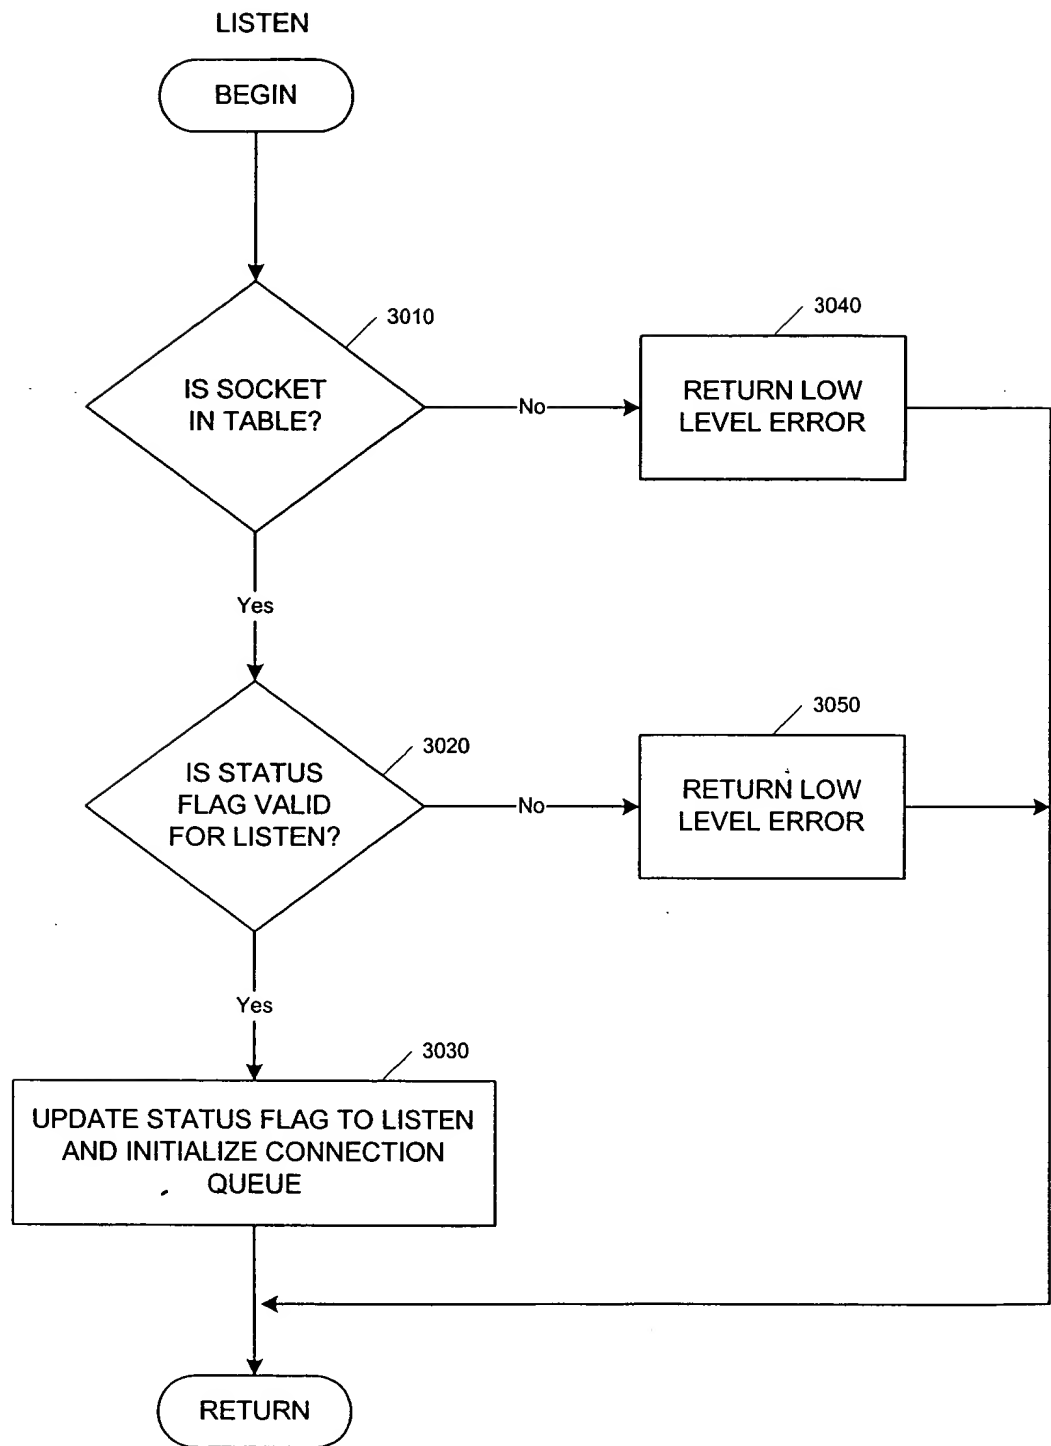 LISTEN
BEGIN
3010
IS SOCKET
IN TABLE?
No
3040
RETURN LOW
LEVEL ERROR
Yes
3020
IS STATUS
FLAG VALID
FOR LISTEN?
No
3050
RETURN LOW
LEVEL ERROR
Yes
3030
UPDATE STATUS FLAG TO LISTEN
AND INITIALIZE CONNECTION
QUEUE
RETURN